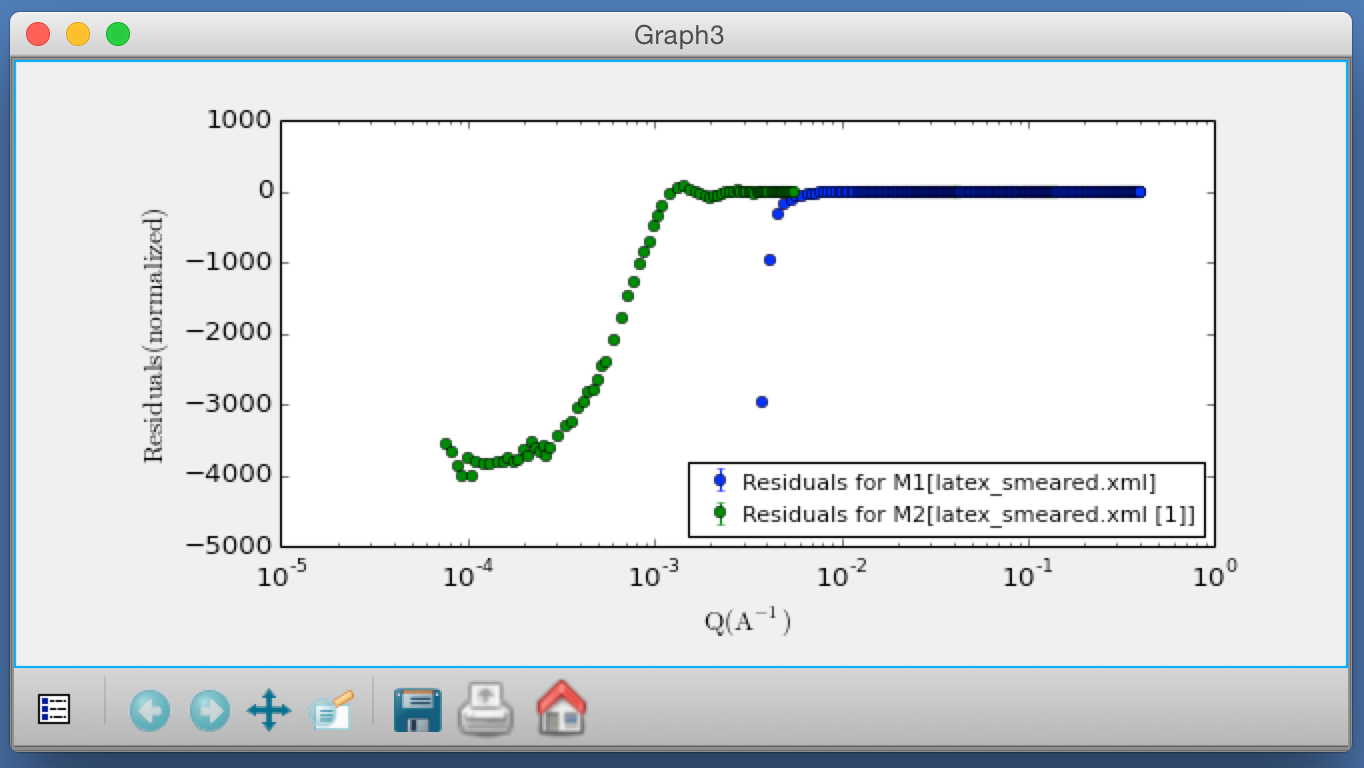 Graph3
1000
0
−1000
−2000
−3000
−4000
−5000
Residuals(normalized)
Residuals for M1[latex_smeared.xml]
Residuals for M2[latex_smeared.xml [1]]
10^-5 10^-4 10^-3 10^-2 10^-1 10^0
Q(A^−1)